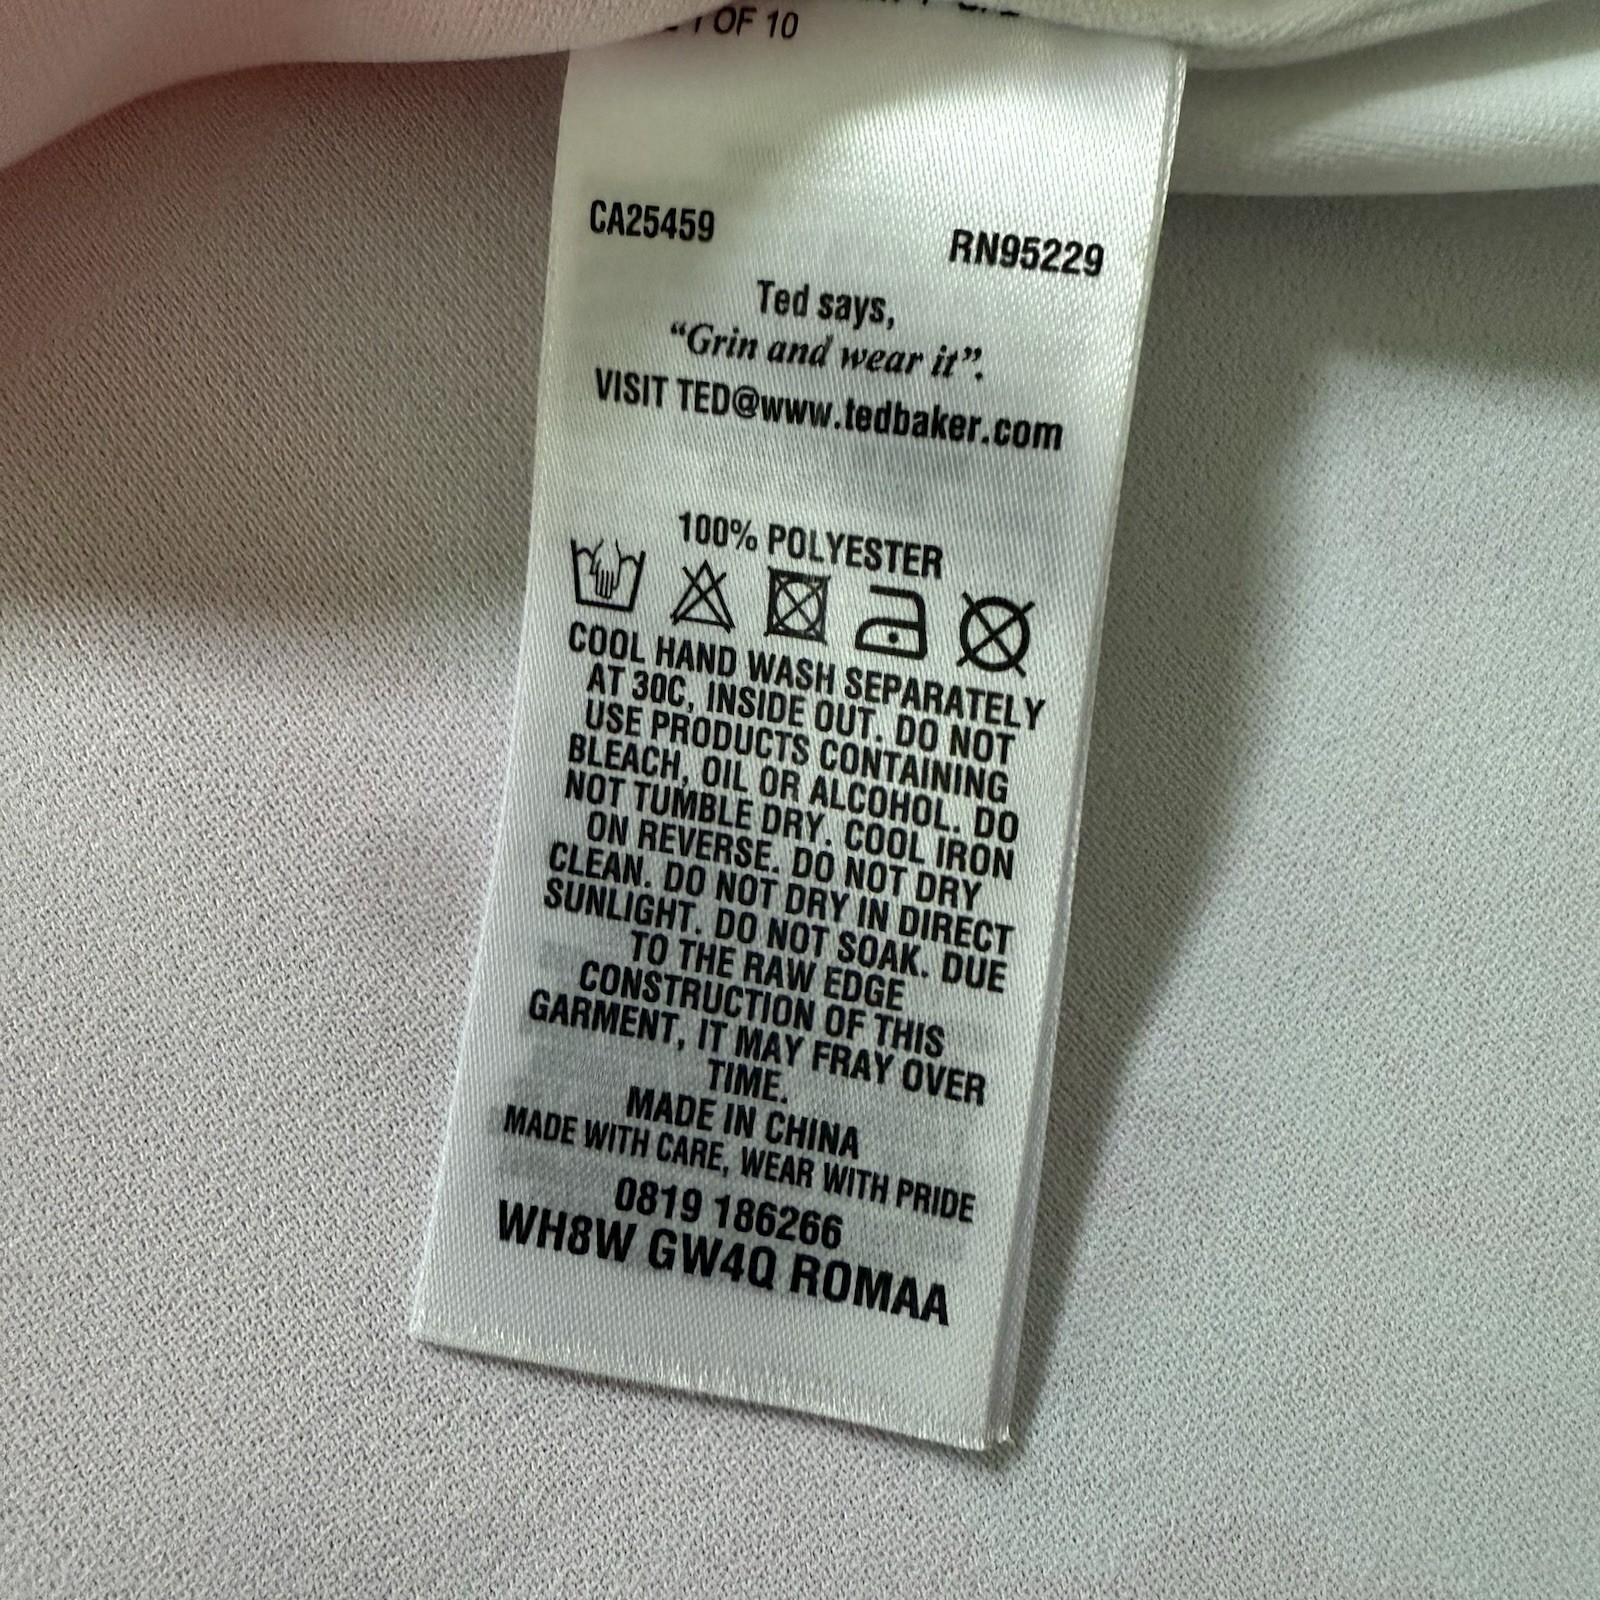 1 OF 10
CA25459
RN95229
Ted says,
“Grin and wear it”.
VISIT TED@www.tedbaker.com
100% POLYESTER
COOL HAND WASH SEPARATELY
AT 30C, INSIDE OUT. DO NOT
USE PRODUCTS CONTAINING
BLEACH, OIL OR ALCOHOL. DO
NOT TUMBLE DRY. COOL IRON
ON REVERSE. DO NOT DRY
CLEAN. DO NOT DRY IN DIRECT
SUNLIGHT. DO NOT SOAK. DUE
TO THE RAW EDGE
CONSTRUCTION OF THIS
GARMENT, IT MAY FRAY OVER
TIME.
MADE IN CHINA
MADE WITH CARE, WEAR WITH PRIDE
0819 186266
WH8W GW4Q ROMAA